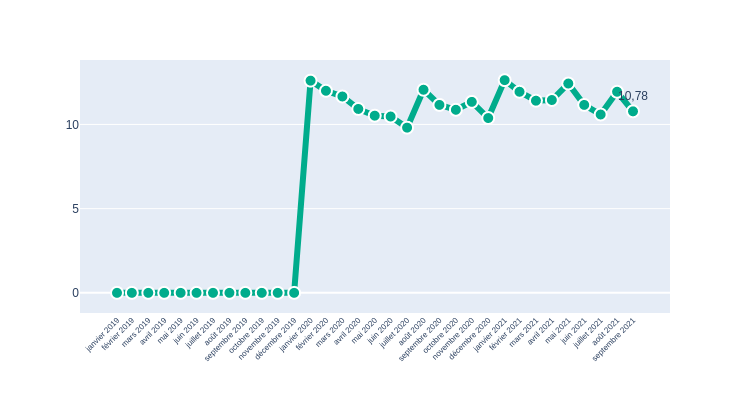 10,78
10
5
0
janvier 2019
février 2019
mars 2019
avril 2019
mai 2019
juin 2019
juillet 2019
août 2019
septembre 2019
octobre 2019
novembre 2019
décembre 2019
janvier 2020
février 2020
mars 2020
avril 2020
mai 2020
juin 2020
juillet 2020
août 2020
septembre 2020
octobre 2020
novembre 2020
décembre 2020
janvier 2021
février 2021
mars 2021
avril 2021
mai 2021
juin 2021
juillet 2021
août 2021
septembre 2021